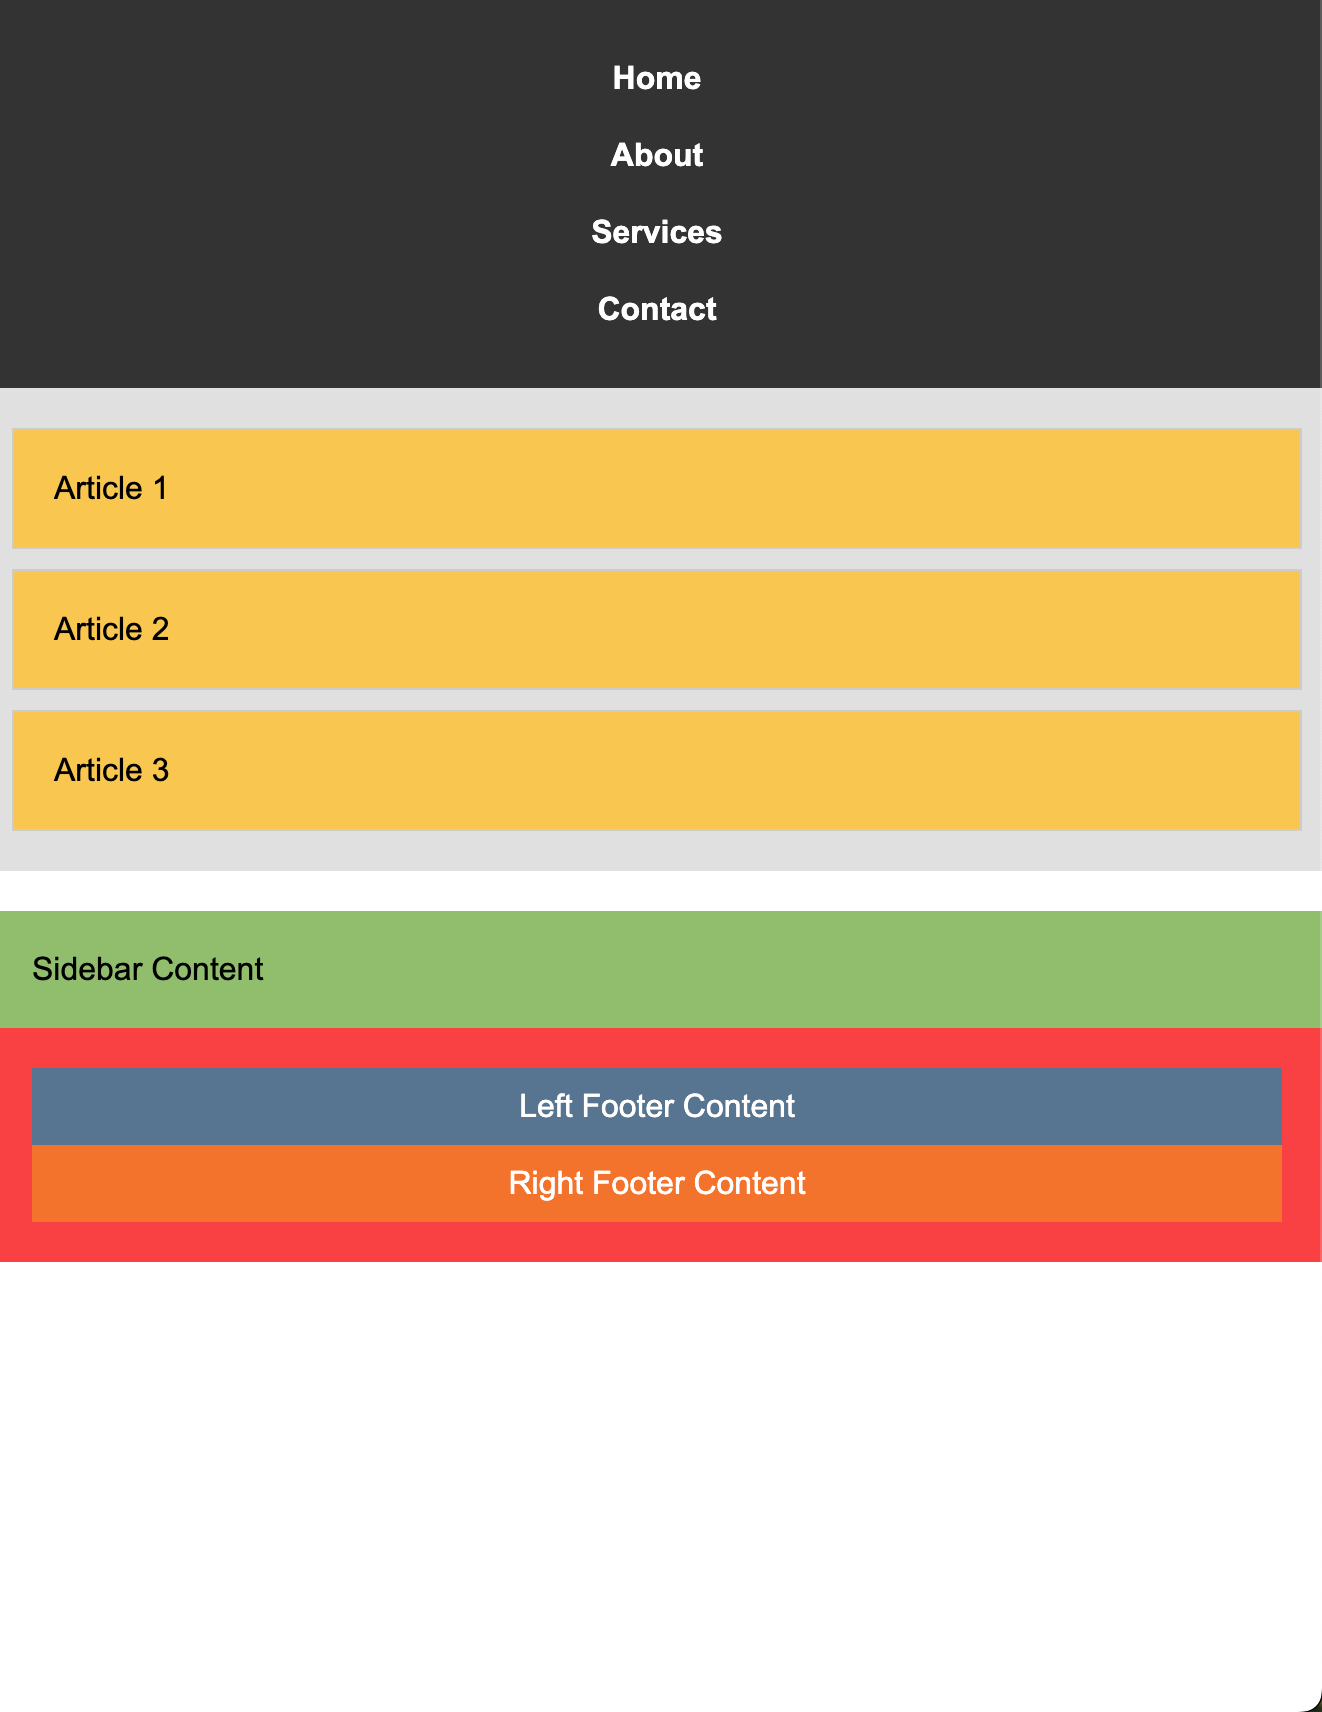 Home
About
Services
Contact
Article 1
Article 2
Article 3
Sidebar Content
Left Footer Content
Right Footer Content